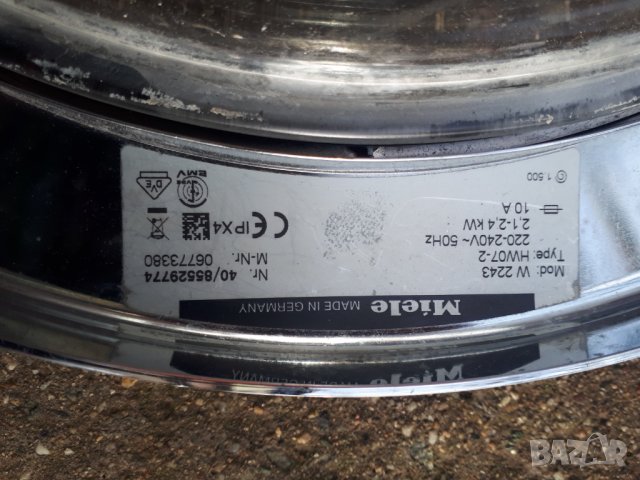 Miele MADE IN GERMANY
Mod: W 2243
Type: HW07-2
220-240V~ 50Hz
2,1-2,4 kW
10 A
1 500
Nr. 40/85529774
M-Nr. 06773380
CE IPX4
EMV
DVE
BAZAR